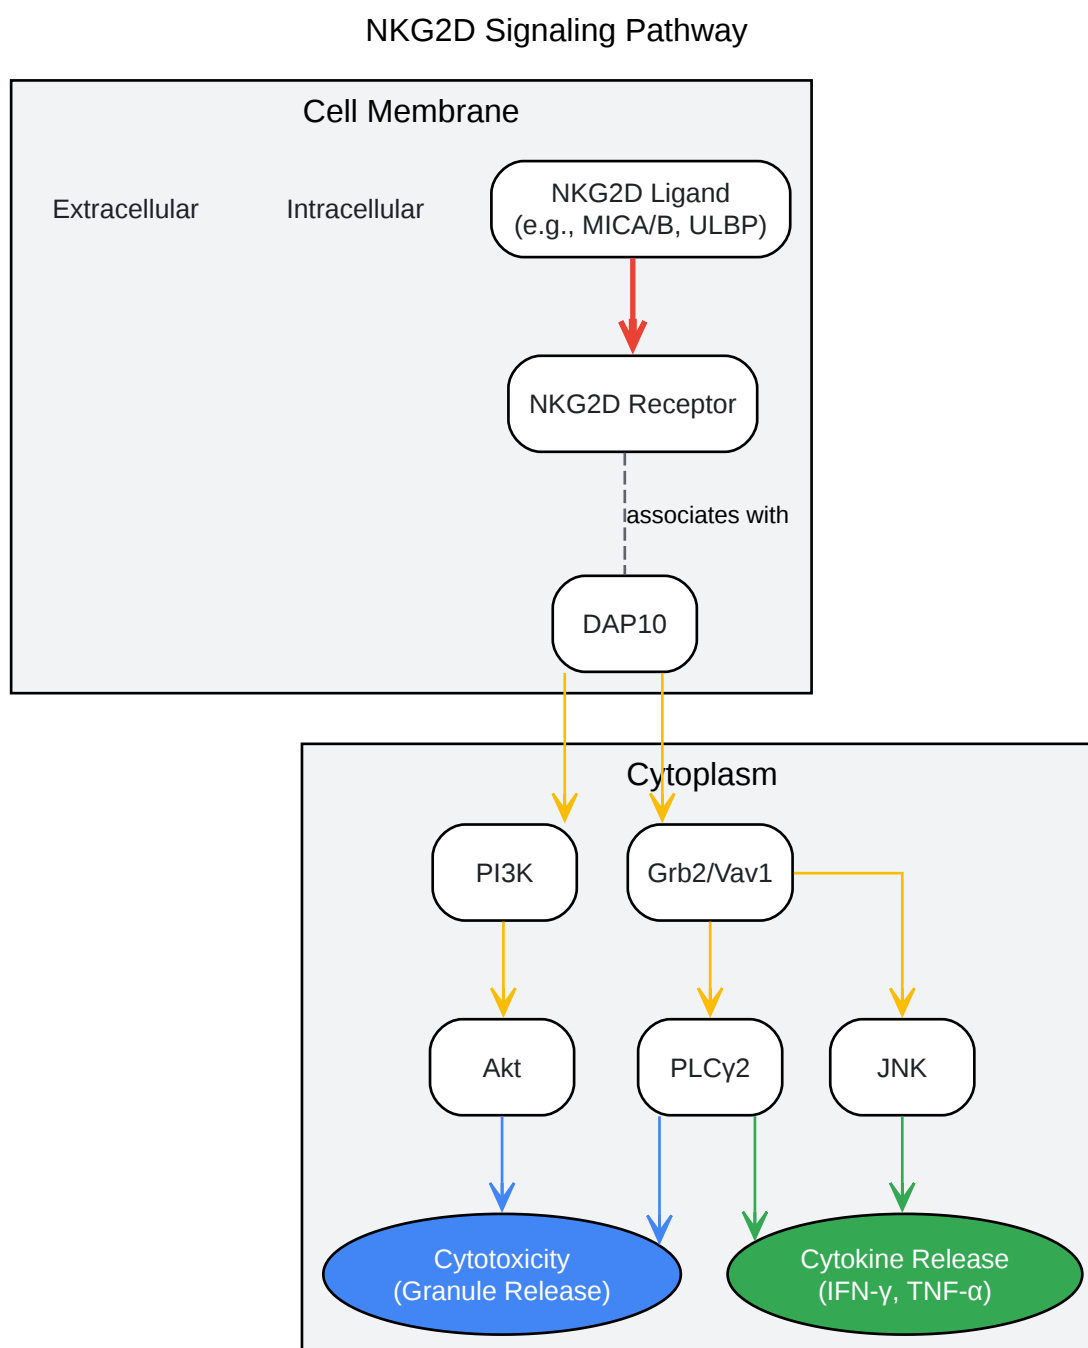 NKG2D Signaling Pathway
Cell Membrane
Extracellular
Intracellular
NKG2D Ligand
(e.g., MICA/B, ULBP)
NKG2D Receptor
associates with
DAP10
Cytoplasm
PI3K
Grb2/Vav1
Akt
PLCγ2
JNK
Cytotoxicity
(Granule Release)
Cytokine Release
(IFN-γ, TNF-α)